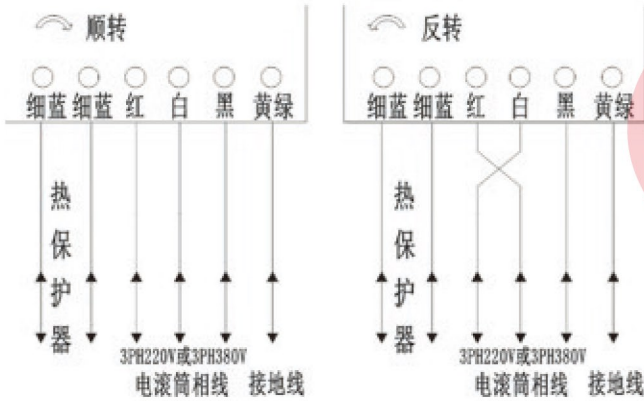 顺转
细蓝 细蓝 红 白 黑 黄绿
热保护器
3PH220V或3PH380V
电滚筒相线 接地线
反转
细蓝 细蓝 红 白 黑 黄绿
热保护器
3PH220V或3PH380V
电滚筒相线 接地线